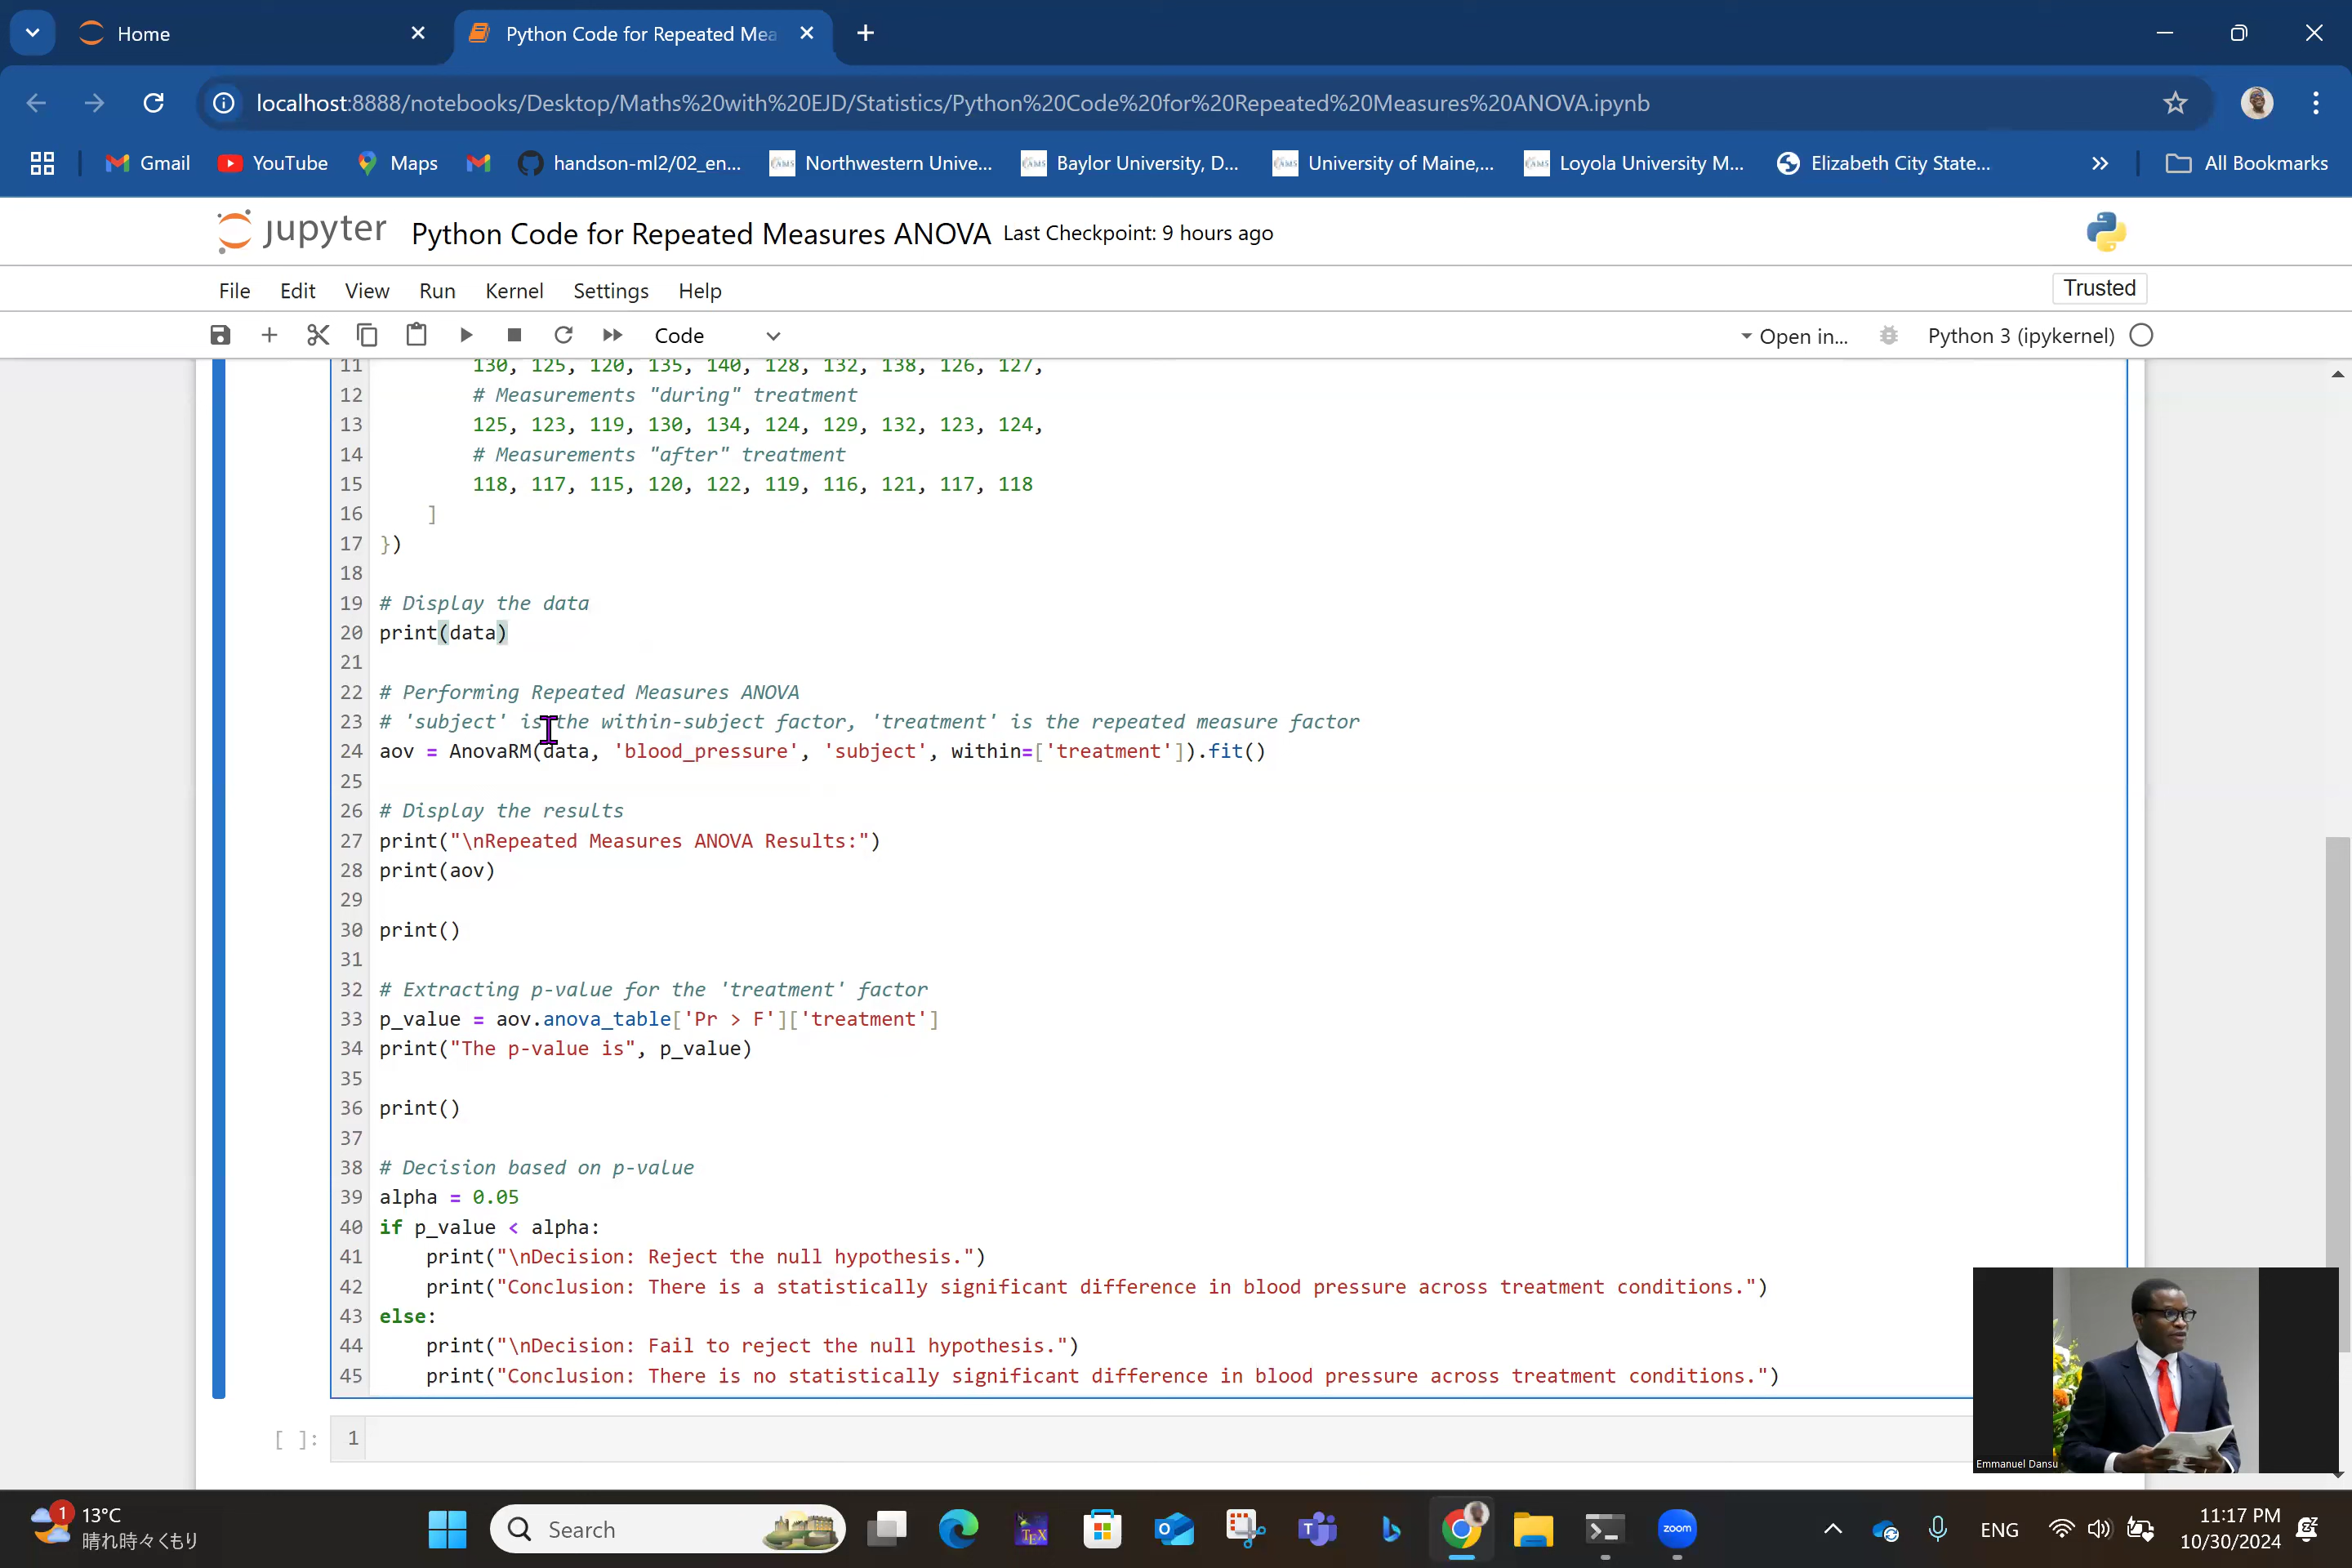 Home
Python Code for Repeated Mea
localhost:8888/notebooks/Desktop/Maths%20with%20EJD/Statistics/Python%20Code%20for%20Repeated%20Measures%20ANOVA.ipynb
Gmail YouTube Maps handson-ml2/02_en... Northwestern Unive... Baylor University, D... University of Maine,... Loyola University M... Elizabeth City State... All Bookmarks
jupyter Python Code for Repeated Measures ANOVA Last Checkpoint: 9 hours ago
File Edit View Run Kernel Settings Help Trusted
Code Open in... Python 3 (ipykernel)
11 130, 125, 120, 135, 140, 128, 132, 138, 126, 127,
12 # Measurements "during" treatment
13 125, 123, 119, 130, 134, 124, 129, 132, 123, 124,
14 # Measurements "after" treatment
15 118, 117, 115, 120, 122, 119, 116, 121, 117, 118
16 ]
17 })
18
19 # Display the data
20 print(data)
21
22 # Performing Repeated Measures ANOVA
23 # 'subject' is the within-subject factor, 'treatment' is the repeated measure factor
24 aov = AnovaRM(data, 'blood_pressure', 'subject', within=['treatment']).fit()
25
26 # Display the results
27 print("\nRepeated Measures ANOVA Results:")
28 print(aov)
29
30 print()
31
32 # Extracting p-value for the 'treatment' factor
33 p_value = aov.anova_table['Pr > F']['treatment']
34 print("The p-value is", p_value)
35
36 print()
37
38 # Decision based on p-value
39 alpha = 0.05
40 if p_value < alpha:
41 print("\nDecision: Reject the null hypothesis.")
42 print("Conclusion: There is a statistically significant difference in blood pressure across treatment conditions.")
43 else:
44 print("\nDecision: Fail to reject the null hypothesis.")
45 print("Conclusion: There is no statistically significant difference in blood pressure across treatment conditions.")
[ ]: 1
Emmanuel Dansu
1 13°C
晴れ時々くもり
Search
TEX
zoom
ENG
11:17 PM
10/30/2024